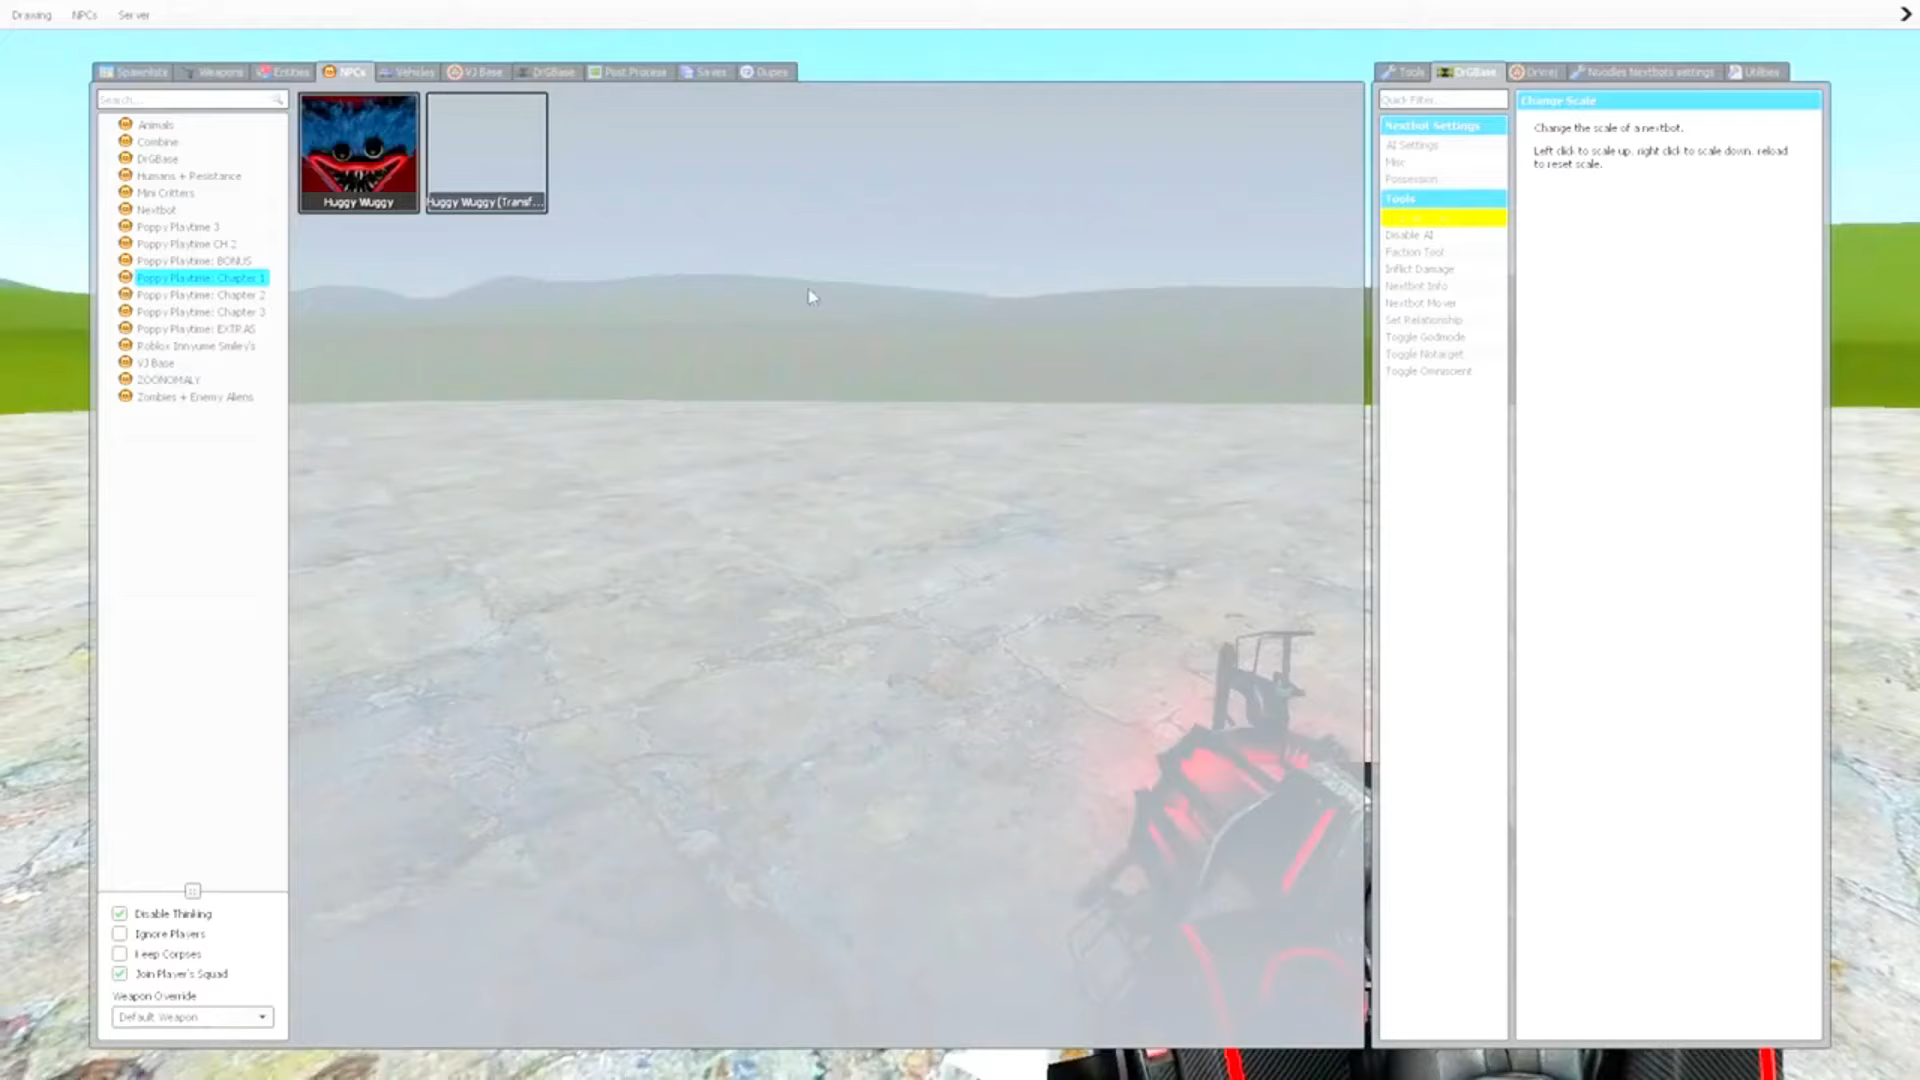 Drawing NPCs Server
Spawnlists Weapons Entities NPCs Vehicles VJ Base DrGBase Post Process Saves Dupes
Search...
Animals
Combine
DrGBase
Humans + Resistance
Mini Critters
Nextbot
Poppy Playtime 3
Poppy Playtime CH 2
Poppy Playtime: BONUS
Poppy Playtime: Chapter 1
Poppy Playtime: Chapter 2
Poppy Playtime: Chapter 3
Poppy Playtime: EXTRAS
Roblox Innyume Smiley's
VJ Base
ZOONOMALY
Zombies + Enemy Aliens
Huggy Wuggy
Huggy Wuggy (Transf...
Disable Thinking
Ignore Players
Keep Corpses
Join Player's Squad
Weapon Override
Default Weapon
Tools DrGBase Drivers Noodles Nextbots settings Utilities
Quick Filter...
Nextbot Settings
AI Settings
Misc
Possession
Tools
Disable AI
Faction Tool
Inflict Damage
Nextbot Info
Nextbot Mover
Set Relationship
Toggle Godmode
Toggle Notarget
Toggle Omniscient
Change Scale
Change the scale of a nextbot.
Left click to scale up, right click to scale down, reload
to reset scale.